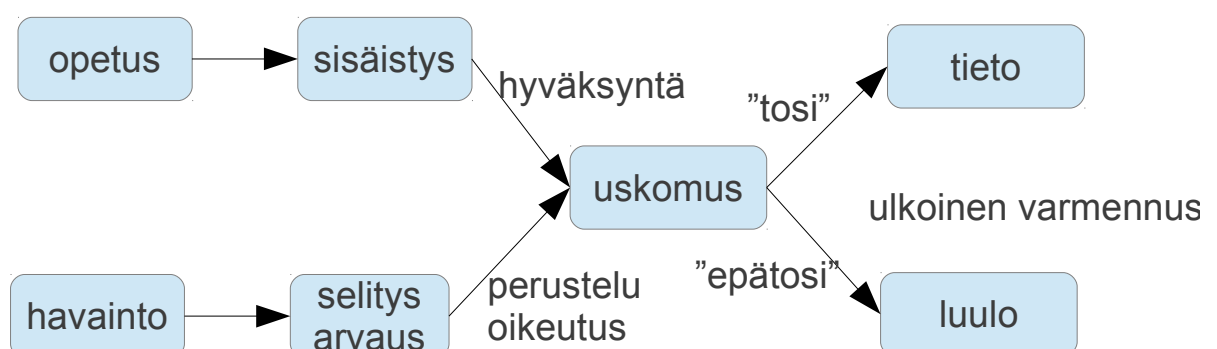 opetus
sisäistys
hyväksyntä
”tosi”
tieto
uskomus
ulkoinen varmennus
”epätosi”
havainto
selitys
arvaus
perustelu
oikeutus
luulo